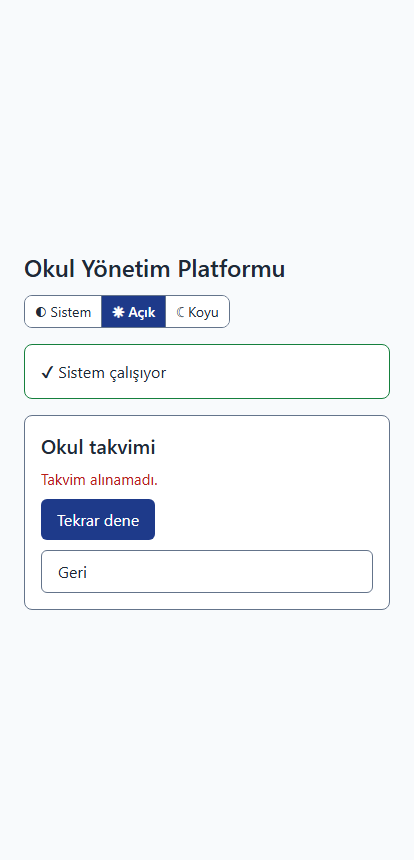 Okul Yönetim Platformu
◐ Sistem ☀ Açık ☾ Koyu
✓ Sistem çalışıyor
Okul takvimi
Takvim alınamadı.
Tekrar dene
Geri